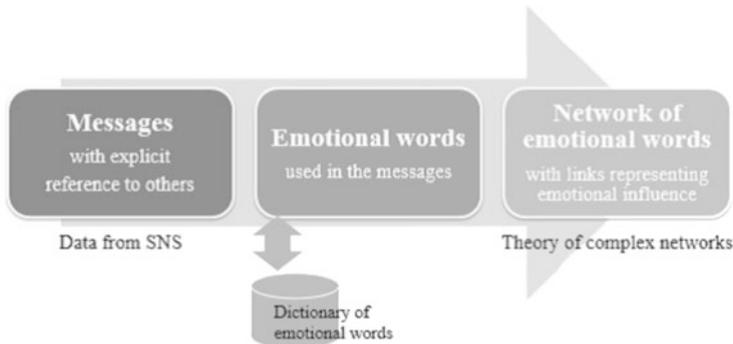 Messages
with explicit
reference to others
Emotional words
used in the messages
Network of
emotional words
with links representing
emotional influence
Data from SNS
Theory of complex networks
Dictionary of
emotional words